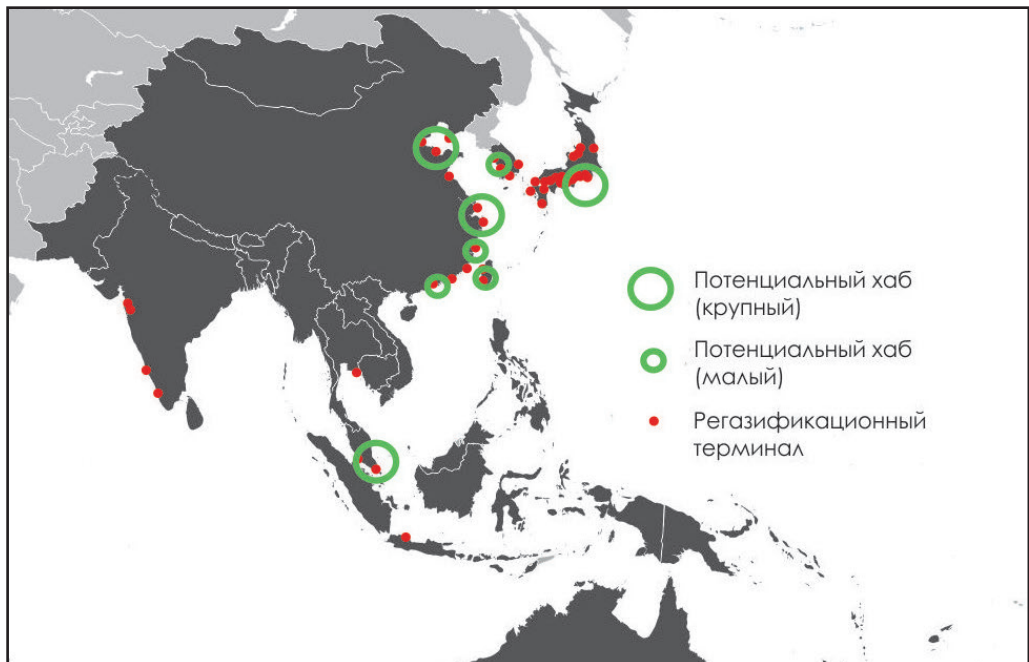 Потенциальный хаб
(крупный)
Потенциальный хаб
(малый)
Регазификационный
терминал